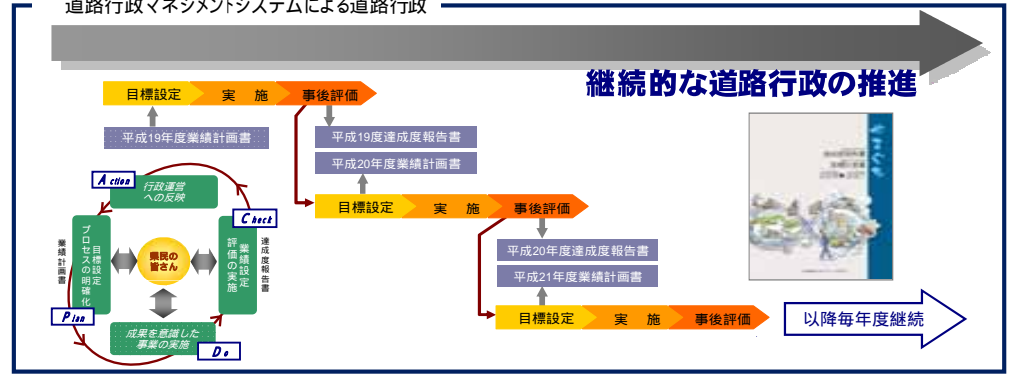 道路行政マネジメントシステムによる道路行政
継続的な道路行政の推進
目標設定 実 施 事後評価
平成19年度業績計画書
平成19度達成度報告書
平成20年度業績計画書
目標設定 実 施 事後評価
平成20年度達成度報告書
平成21年度業績計画書
目標設定 実 施 事後評価
以降毎年度継続
Action
行政運営
への反映
Check
業績設定
評価の実施
達成度報告書
県民の
皆さん
目標設定
プロセスの明確化
業績計画書
Plan
成果を意識した
事業の実施
Do